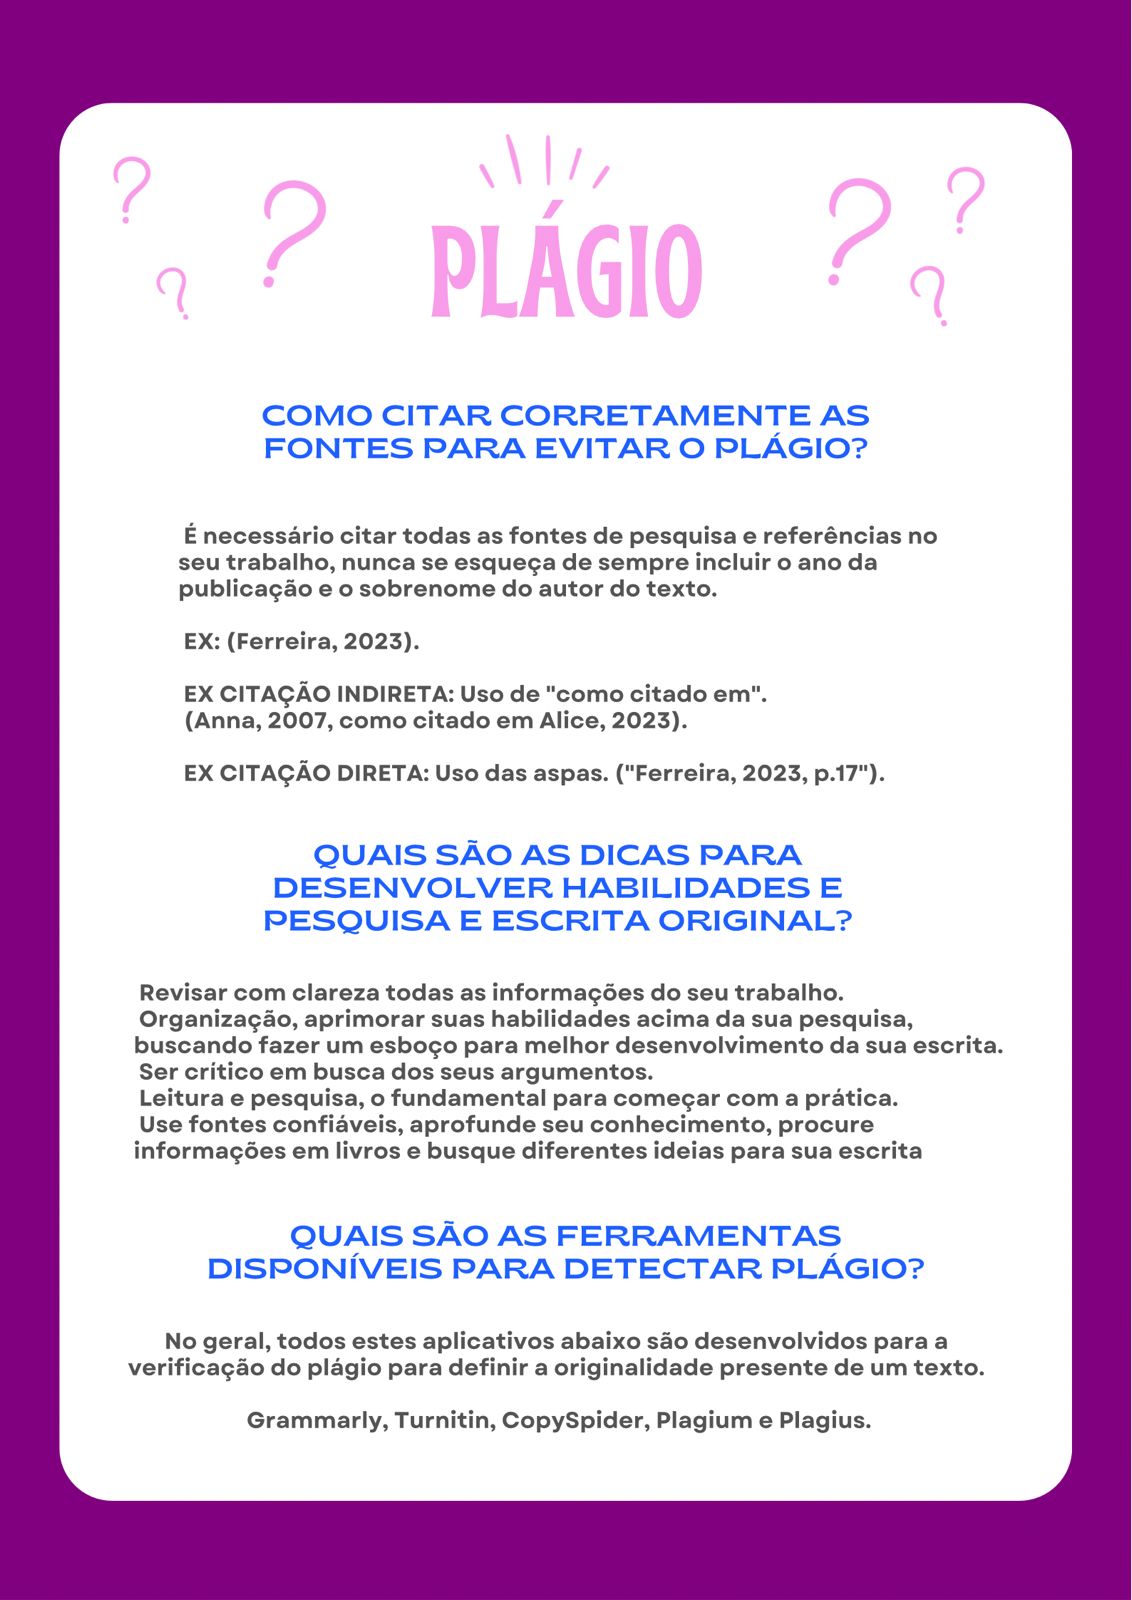 PLÁGIO
COMO CITAR CORRETAMENTE AS
FONTES PARA EVITAR O PLÁGIO?
É necessário citar todas as fontes de pesquisa e referências no
seu trabalho, nunca se esqueça de sempre incluir o ano da
publicação e o sobrenome do autor do texto.
EX: (Ferreira, 2023).
EX CITAÇÃO INDIRETA: Uso de "como citado em".
(Anna, 2007, como citado em Alice, 2023).
EX CITAÇÃO DIRETA: Uso das aspas. ("Ferreira, 2023, p.17").
QUAIS SÃO AS DICAS PARA
DESENVOLVER HABILIDADES E
PESQUISA E ESCRITA ORIGINAL?
Revisar com clareza todas as informações do seu trabalho.
Organização, aprimorar suas habilidades acima da sua pesquisa,
buscando fazer um esboço para melhor desenvolvimento da sua escrita.
Ser crítico em busca dos seus argumentos.
Leitura e pesquisa, o fundamental para começar com a prática.
Use fontes confiáveis, aprofunde seu conhecimento, procure
informações em livros e busque diferentes ideias para sua escrita
QUAIS SÃO AS FERRAMENTAS
DISPONÍVEIS PARA DETECTAR PLÁGIO?
No geral, todos estes aplicativos abaixo são desenvolvidos para a
verificação do plágio para definir a originalidade presente de um texto.
Grammarly, Turnitin, CopySpider, Plagium e Plagius.